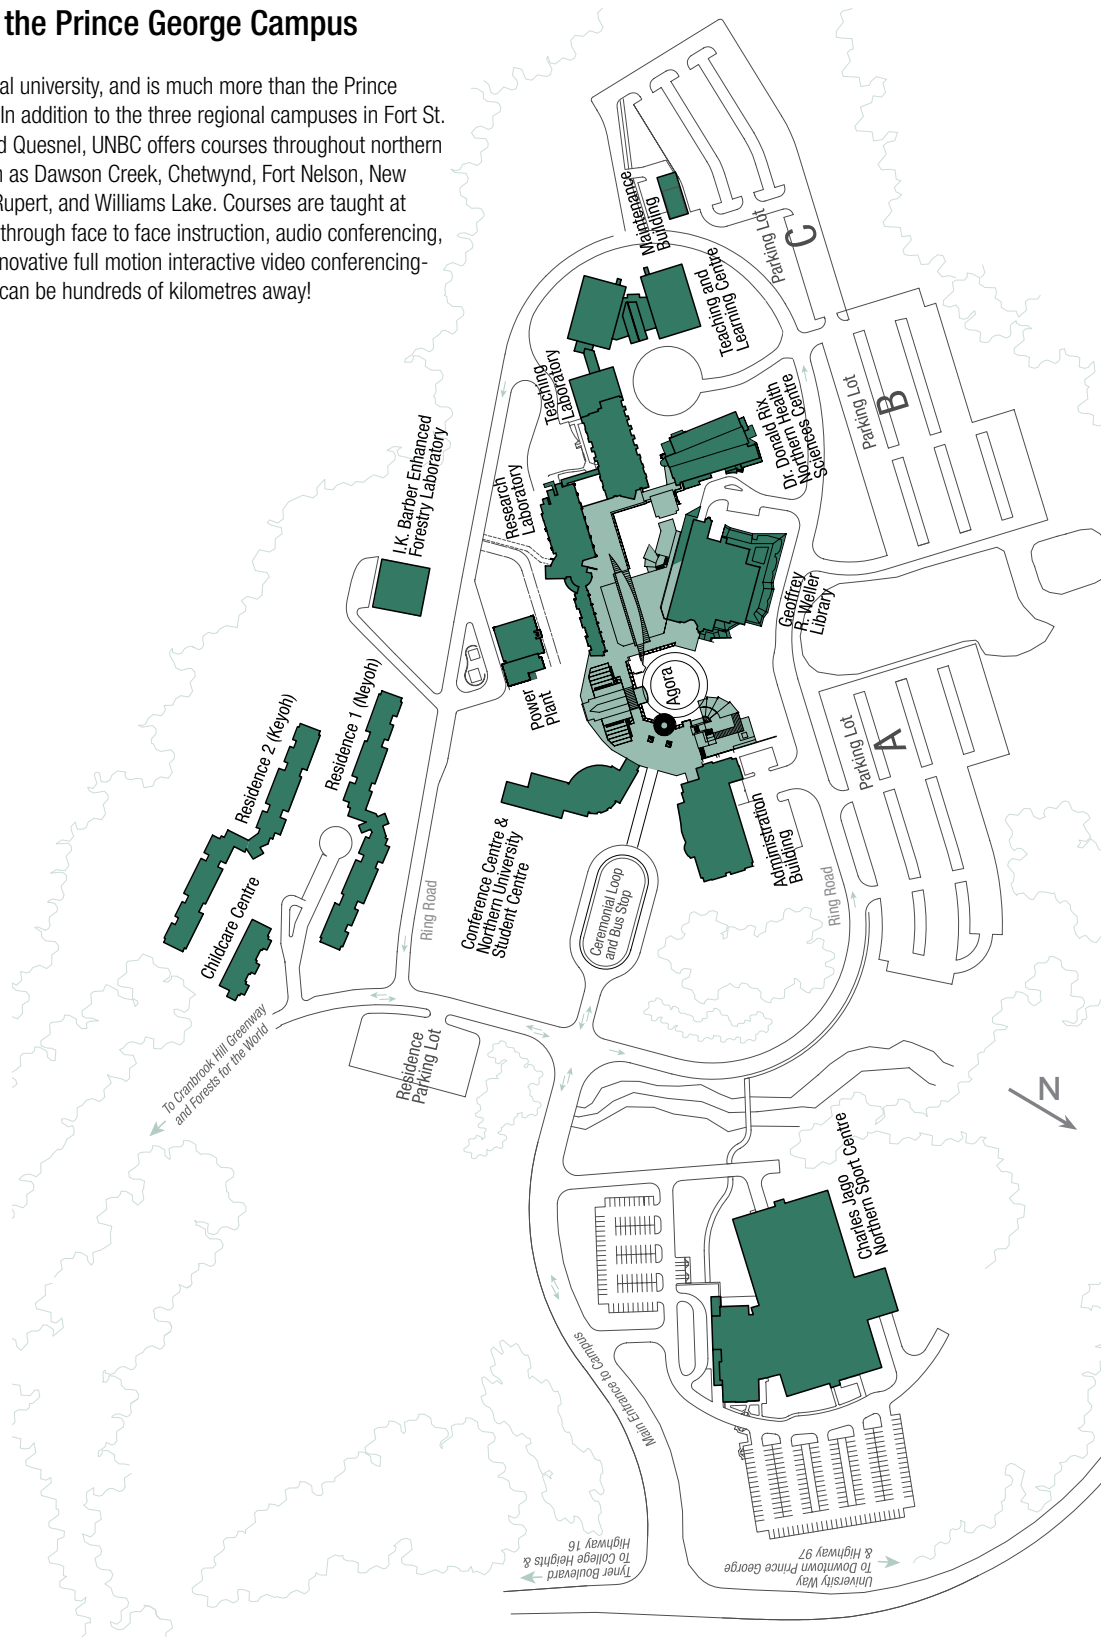 the Prince George Campus
al university, and is much more than the Prince
In addition to the three regional campuses in Fort St.
d Quesnel, UNBC offers courses throughout northern
n as Dawson Creek, Chetwynd, Fort Nelson, New
Rupert, and Williams Lake. Courses are taught at
through face to face instruction, audio conferencing,
nnovative full motion interactive video conferencing-
can be hundreds of kilometres away!
Maintenance
Building
Parking Lot
C
Teaching and
Learning Centre
Teaching
Laboratory
Dr. Donald Rix
Northern Health
Sciences Centre
Parking Lot
B
I.K. Barber Enhanced
Forestry Laboratory
Research
Laboratory
Geoffrey
R. Weller
Library
Power
Plant
Agora
Residence 2 (Keyoh)
Residence 1 (Neyoh)
Parking Lot
A
Childcare Centre
Ring Road
Conference Centre &
Northern University
Student Centre
Administration
Building
Ceremonial Loop
and Bus Stop
Ring Road
To Cranbrook Hill Greenway
and Forests for the World
Residence
Parking Lot
N
Charles Jago
Northern Sport Centre
Main Entrance to Campus
Tyner Boulevard
To College Heights &
Highway 16
University Way
To Downtown Prince George
& Highway 97